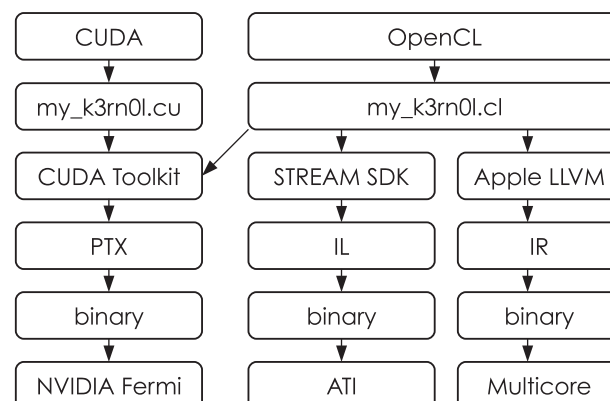 CUDA
OpenCL
my_k3rn0l.cu
my_k3rn0l.cl
CUDA Toolkit
STREAM SDK
Apple LLVM
PTX
IL
IR
binary
binary
binary
NVIDIA Fermi
ATI
Multicore